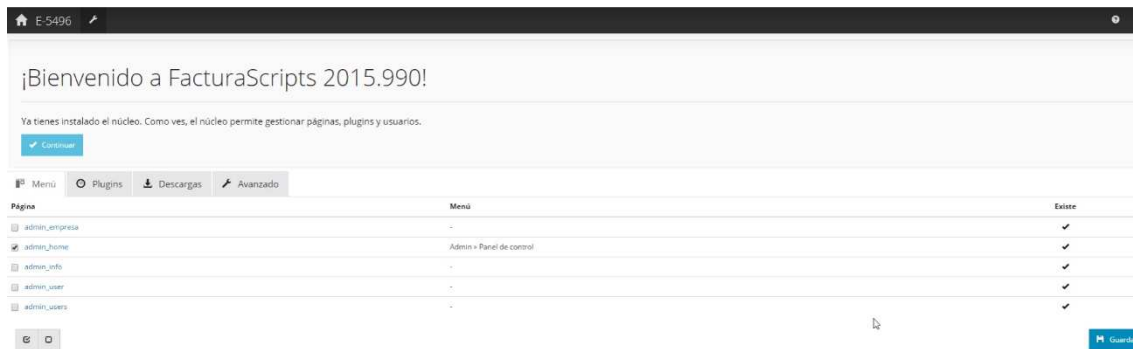 E-5496
¡Bienvenido a FacturaScripts 2015.990!
Ya tienes instalado el núcleo. Como ves, el núcleo permite gestionar páginas, plugins y usuarios.
Continuar
Menú Plugins Descargas Avanzado
Página Menú Existe
admin_empresa -
admin_home Admin » Panel de control
admin_info -
admin_user -
admin_users -
Guarda